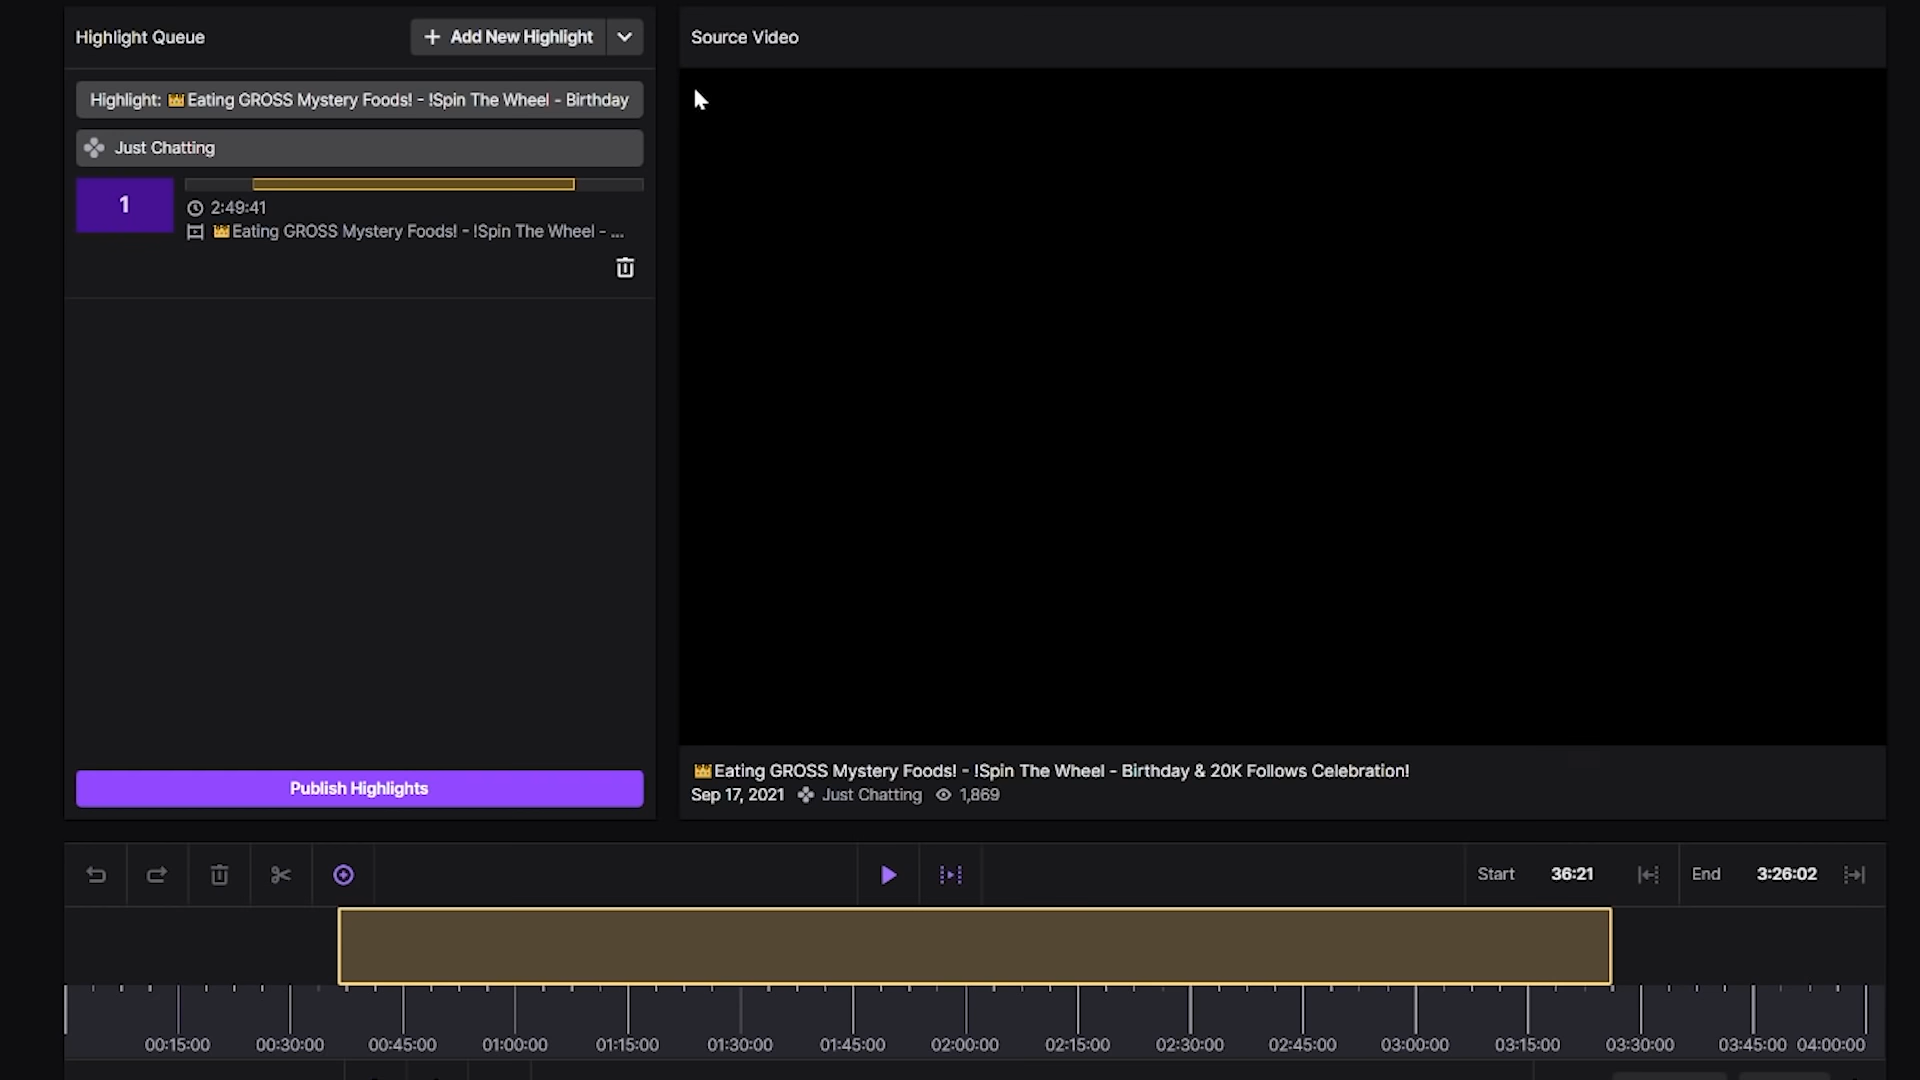 Highlight Queue
Add New Highlight
Highlight: 👑Eating GROSS Mystery Foods! - !Spin The Wheel - Birthday
Just Chatting
1
2:49:41
👑Eating GROSS Mystery Foods! - !Spin The Wheel - ...
Publish Highlights
Source Video
👑Eating GROSS Mystery Foods! - !Spin The Wheel - Birthday & 20K Follows Celebration!
Sep 17, 2021 Just Chatting 1,869
Start 36:21 End 3:26:02
00:15:00 00:30:00 00:45:00 01:00:00 01:15:00 01:30:00 01:45:00 02:00:00 02:15:00 02:30:00 02:45:00 03:00:00 03:15:00 03:30:00 03:45:00 04:00:00